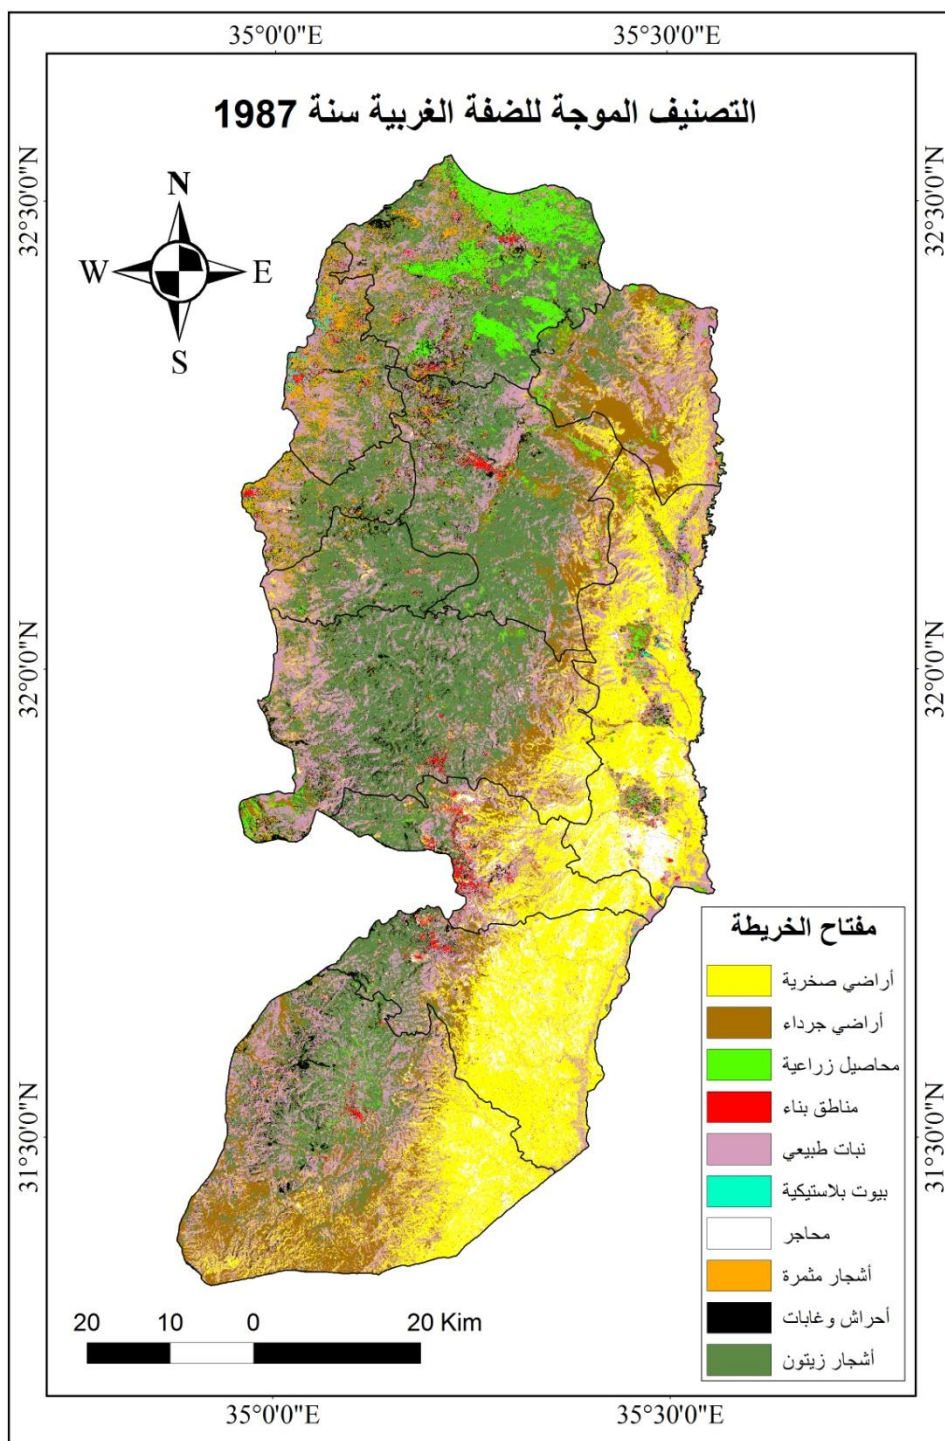 35°0'0"E 35°30'0"E
التصنيف الموجة للضفة الغربية سنة 1987
32°30'0"N 32°30'0"N
N
W E
S
32°0'0"N 32°0'0"N
مفتاح الخريطة
أراضي صخرية
أراضي جرداء
محاصيل زراعية
مناطق بناء
نبات طبيعي
بيوت بلاستيكية
محاجر
أشجار مثمرة
أحراش وغابات
أشجار زيتون
31°30'0"N 31°30'0"N
20 10 0 20 Kim
35°0'0"E 35°30'0"E